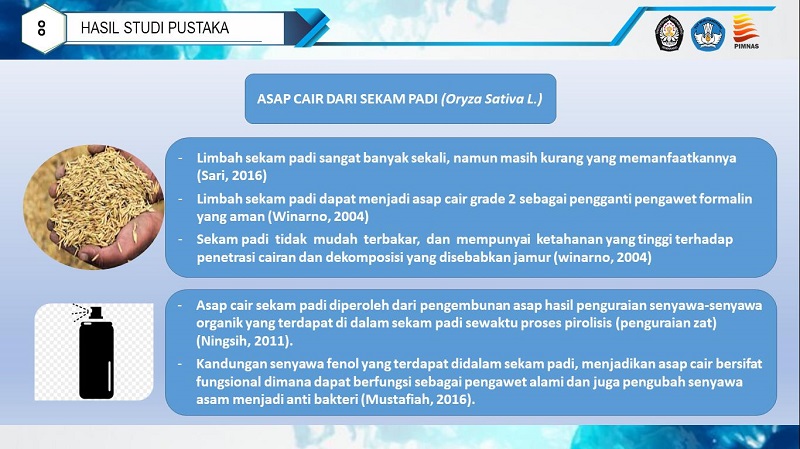 8
HASIL STUDI PUSTAKA
PIMNAS
ASAP CAIR DARI SEKAM PADI (Oryza Sativa L.)
- Limbah sekam padi sangat banyak sekali, namun masih kurang yang memanfaatkannya
(Sari, 2016)
- Limbah sekam padi dapat menjadi asap cair grade 2 sebagai pengganti pengawet formalin
yang aman (Winarno, 2004)
- Sekam padi tidak mudah terbakar, dan mempunyai ketahanan yang tinggi terhadap
penetrasi cairan dan dekomposisi yang disebabkan jamur (winarno, 2004)
- Asap cair sekam padi diperoleh dari pengembunan asap hasil penguraian senyawa-senyawa
organik yang terdapat di dalam sekam padi sewaktu proses pirolisis (penguraian zat)
(Ningsih, 2011).
- Kandungan senyawa fenol yang terdapat didalam sekam padi, menjadikan asap cair bersifat
fungsional dimana dapat berfungsi sebagai pengawet alami dan juga pengubah senyawa
asam menjadi anti bakteri (Mustafiah, 2016).